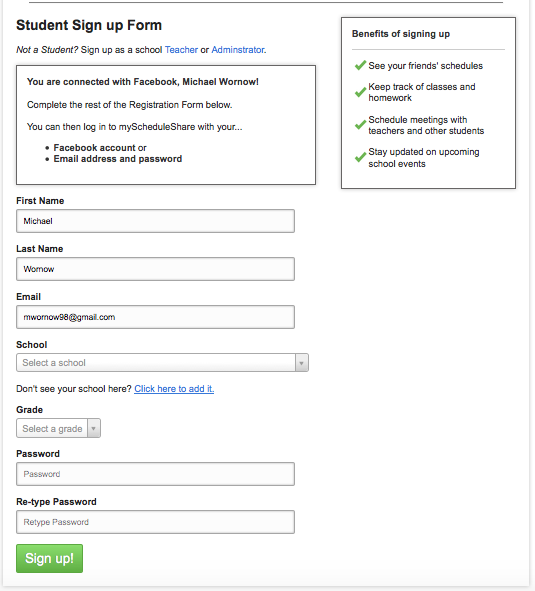 Student Sign up Form
Not a Student? Sign up as a school Teacher or Adminstrator.
You are connected with Facebook, Michael Wornow!
Complete the rest of the Registration Form below.
You can then log in to myScheduleShare with your...
• Facebook account or
• Email address and password
First Name
Michael
Last Name
Wornow
Email
mwornow98@gmail.com
School
Select a school
Don't see your school here? Click here to add it.
Grade
Select a grade
Password
Password
Re-type Password
Retype Password
Sign up!
Benefits of signing up
See your friends' schedules
Keep track of classes and
homework
Schedule meetings with
teachers and other students
Stay updated on upcoming
school events